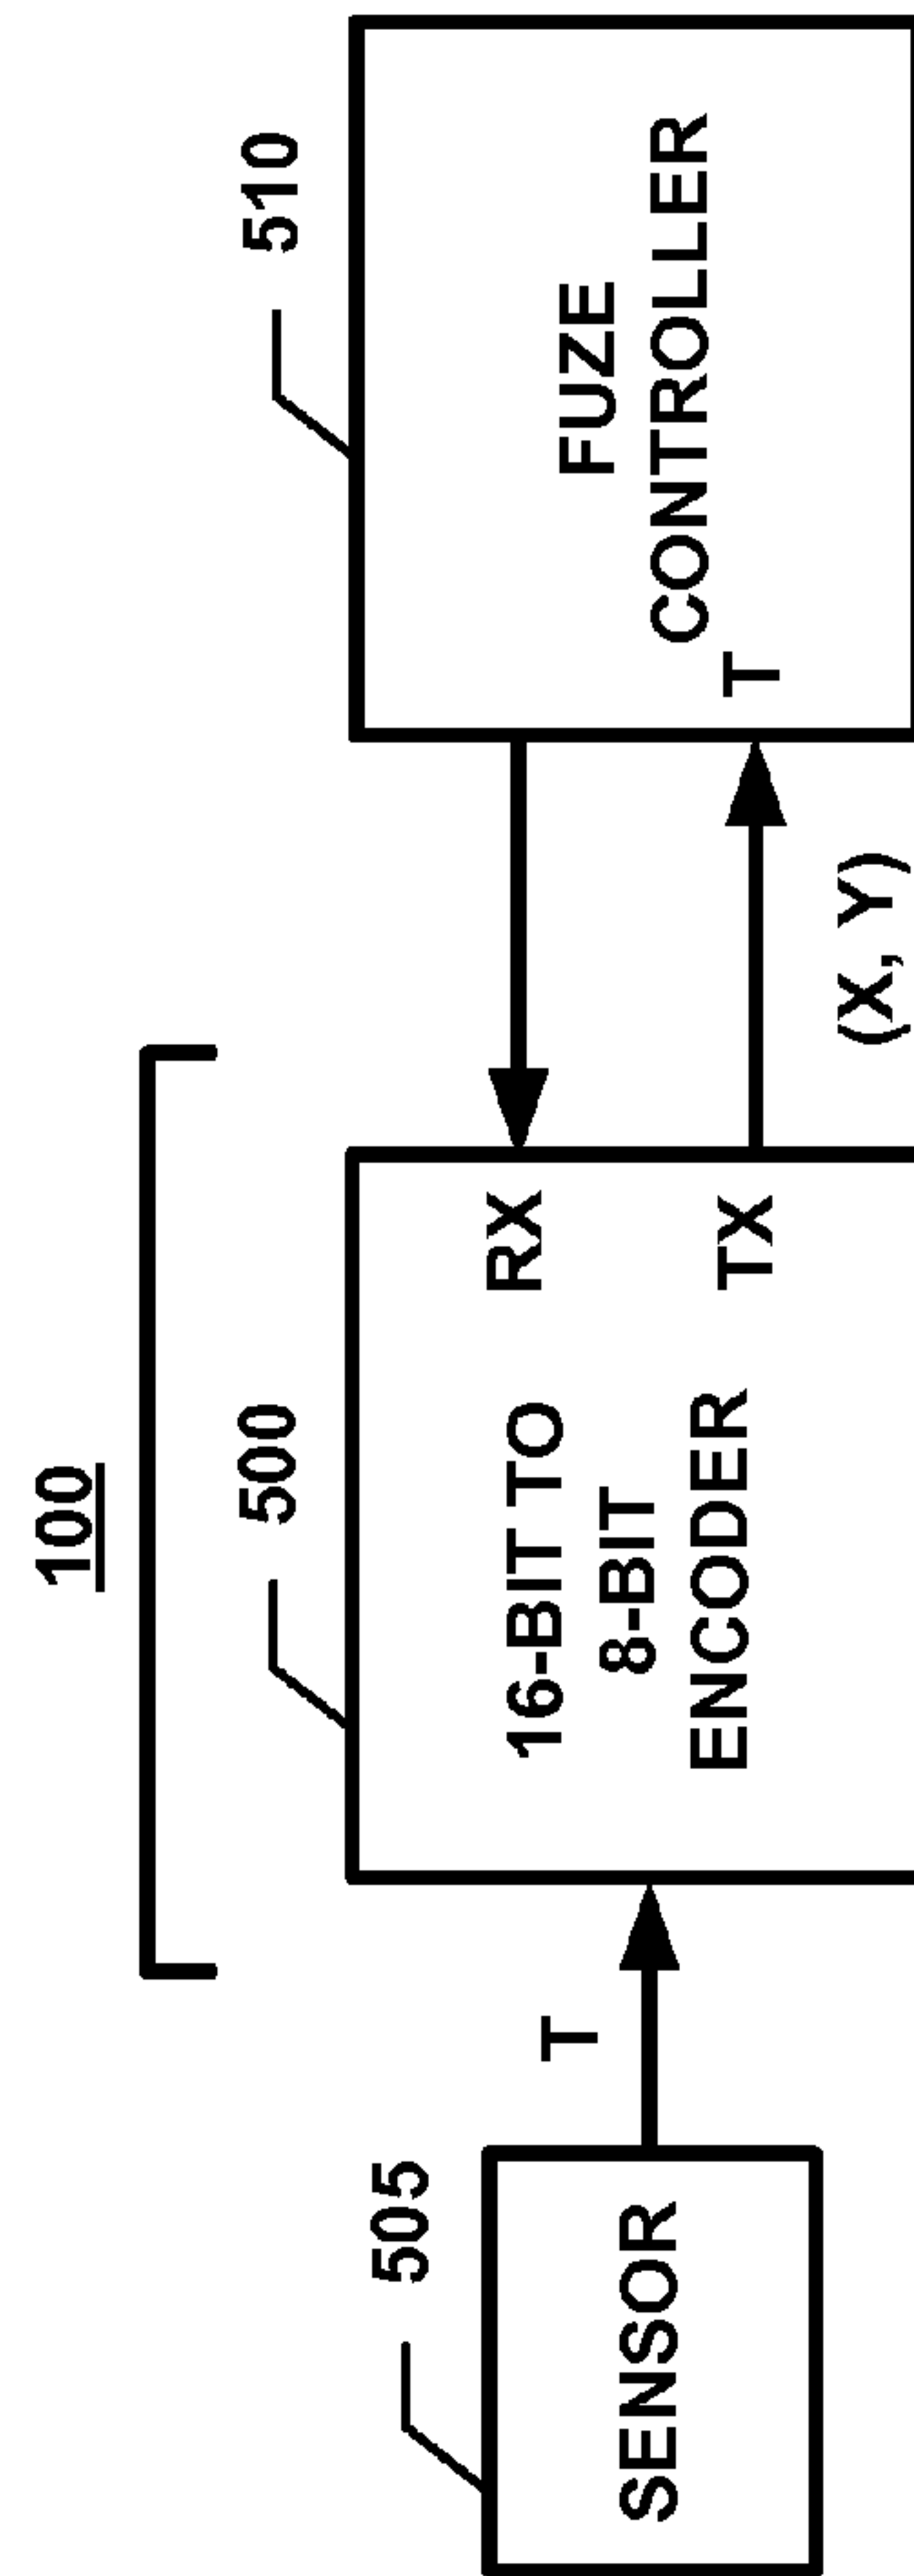 100
505
SENSOR
T
500
16-BIT TO
8-BIT
ENCODER
RX
TX
(X, Y)
510
FUZE
CONTROLLER
T